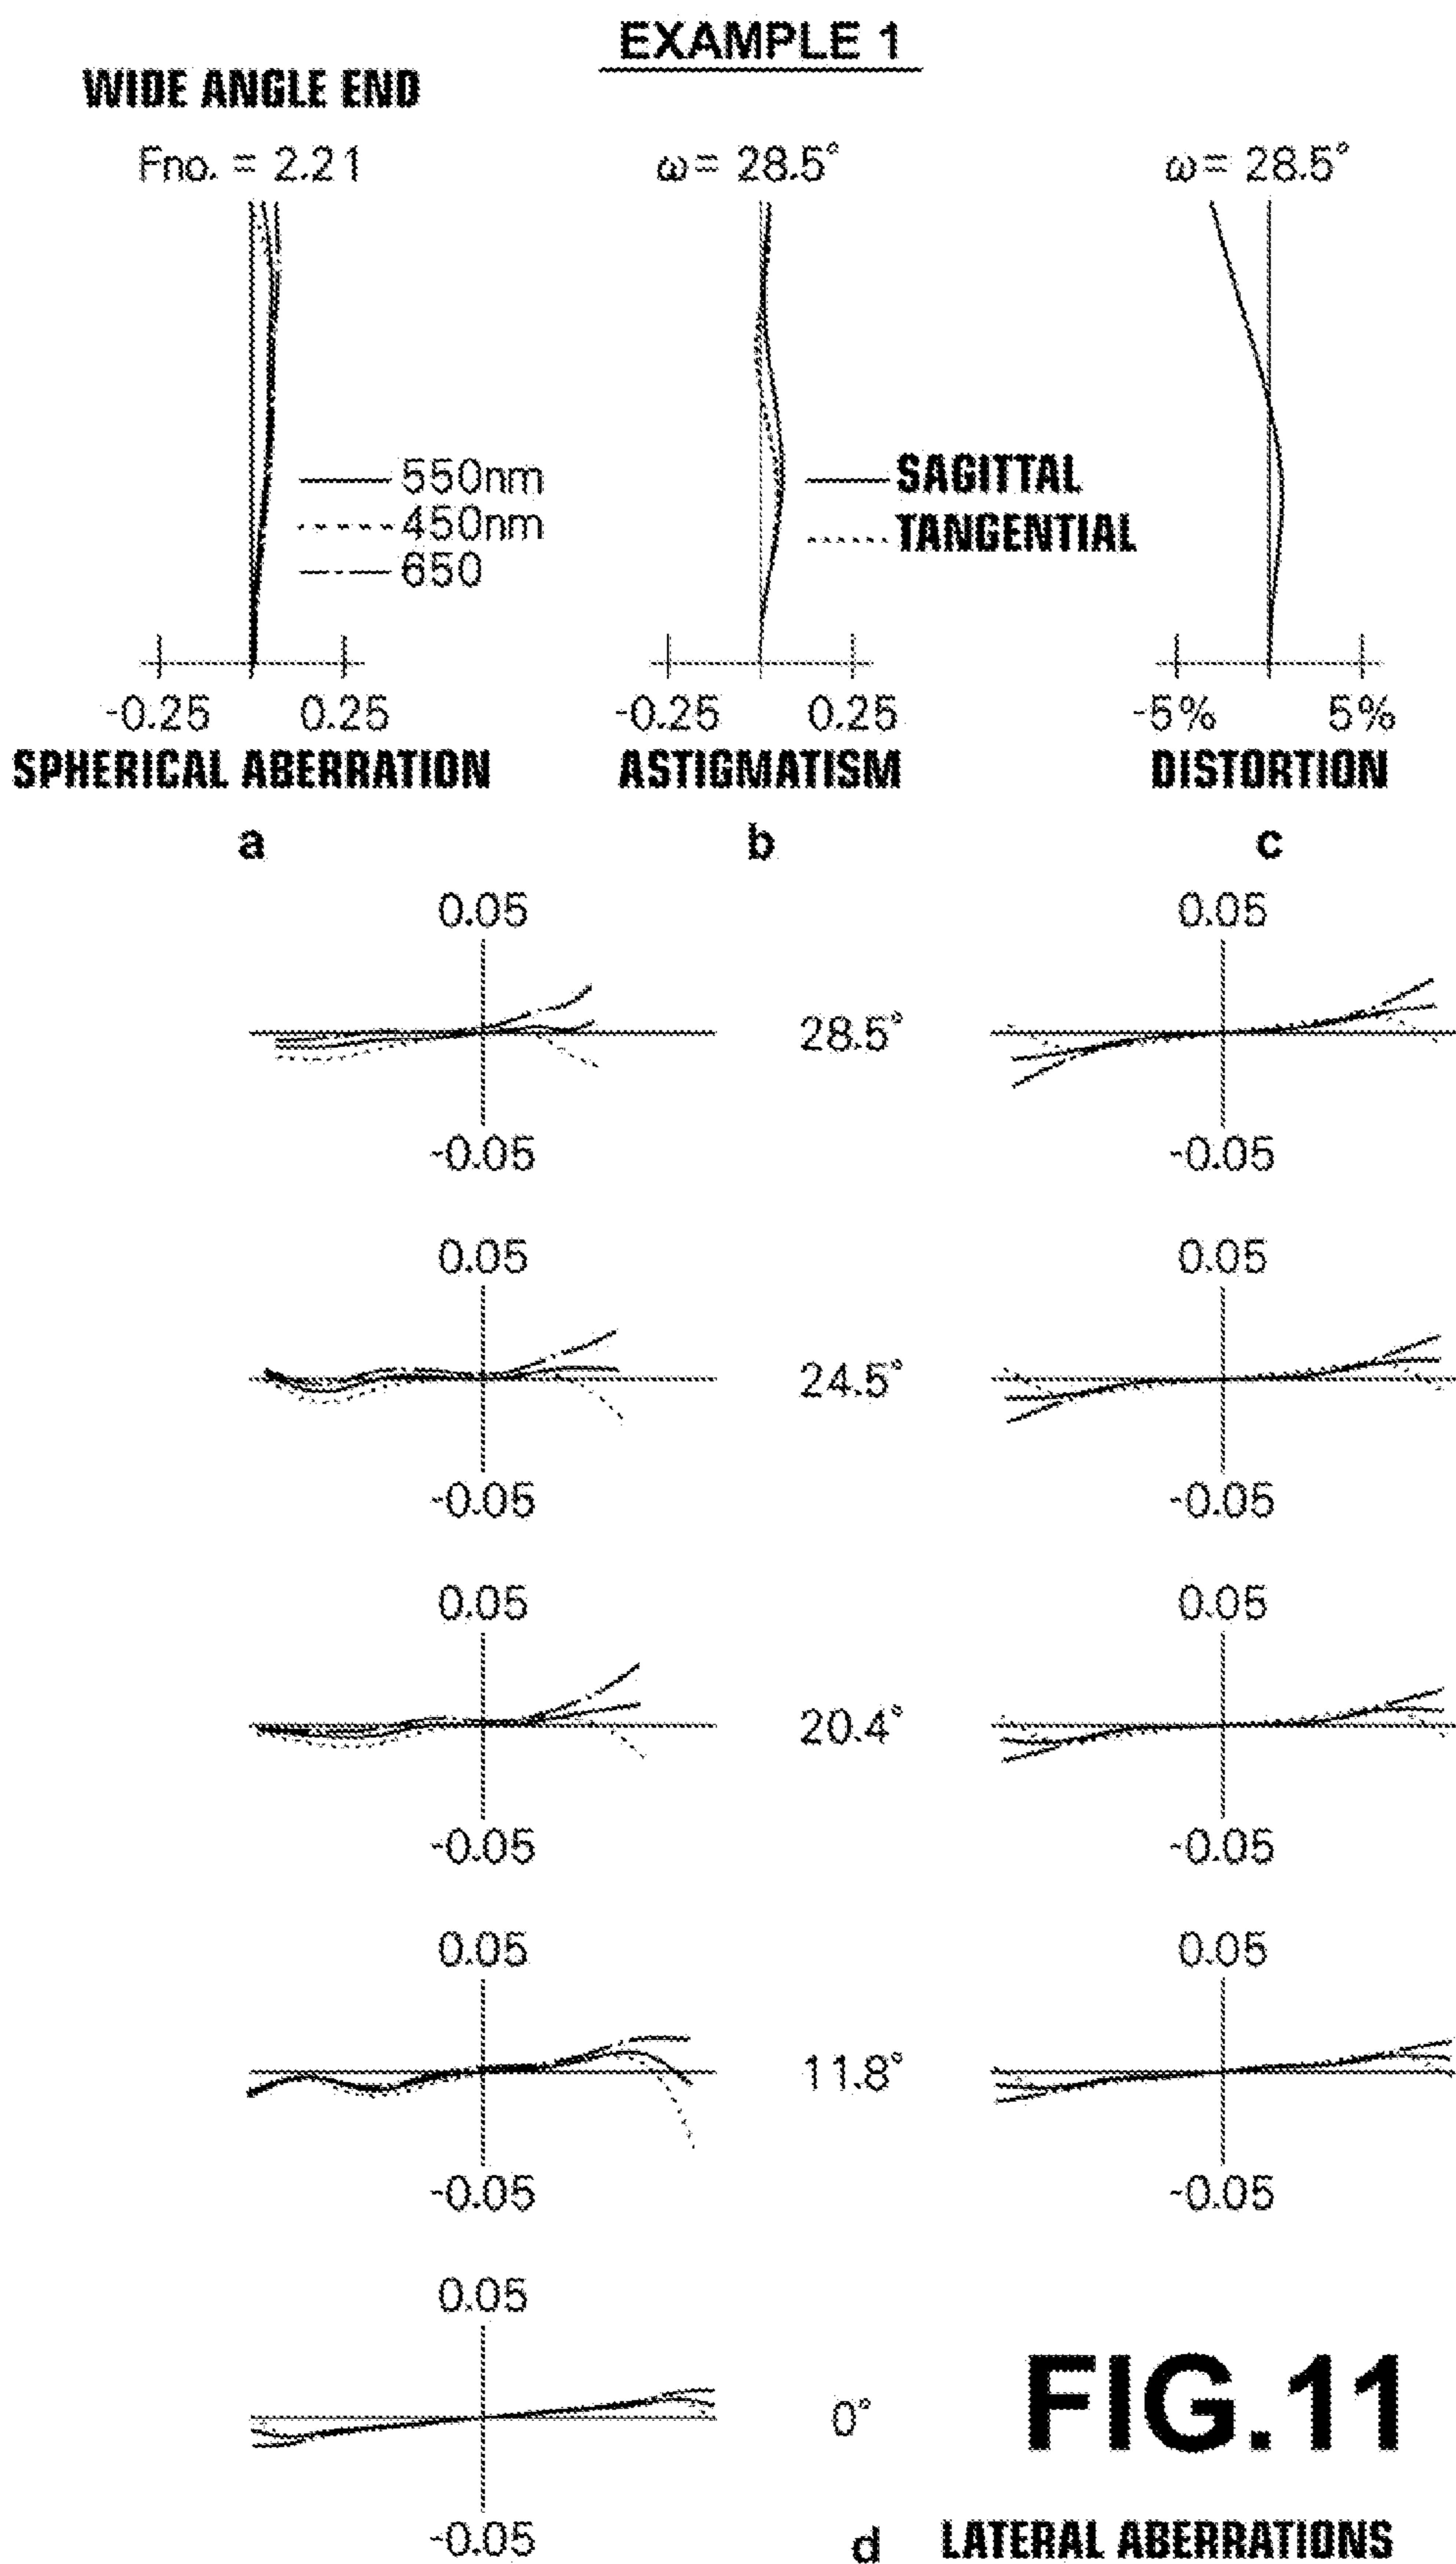 EXAMPLE 1
WIDE ANGLE END
Fno. = 2.21
ω= 28.5°
ω= 28.5°
550nm
450nm
650
SAGITTAL
TANGENTIAL
-0.25 0.25
-0.25 0.25
-5% 5%
SPHERICAL ABERRATION
ASTIGMATISM
DISTORTION
a
b
c
0.05
0.05
28.5°
-0.05
-0.05
0.05
0.05
24.5°
-0.05
-0.05
0.05
0.05
20.4°
-0.05
-0.05
0.05
0.05
11.8°
-0.05
-0.05
0.05
0°
-0.05
FIG.11
d
LATERAL ABERRATIONS